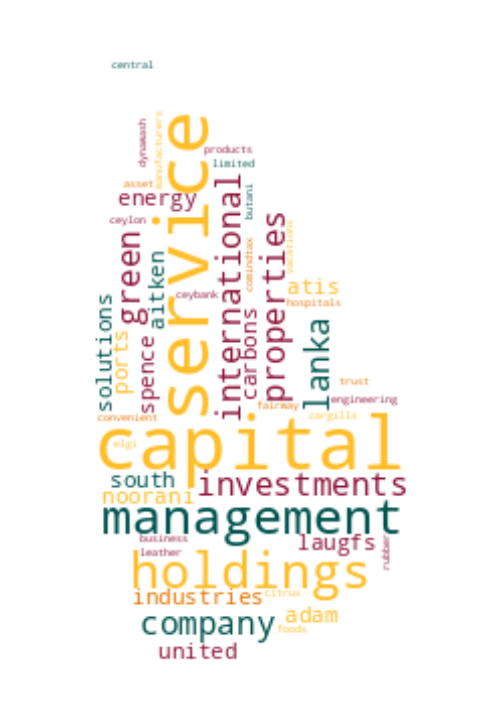 central
dynawash
manufacturers
service
products
limited
asset
energy
butani
international
ceylon
green
aitken
properties
vacations
comindtax
atis
ceybank
hospitals
solutions
ports
spence
carbons
lanka
trust
engineering
fairway
cargills
convenient
capital
elgi
south
investments
noorani
management
business
laugfs
leather
rubber
holdings
industries
citrus
adam
company
foods
united